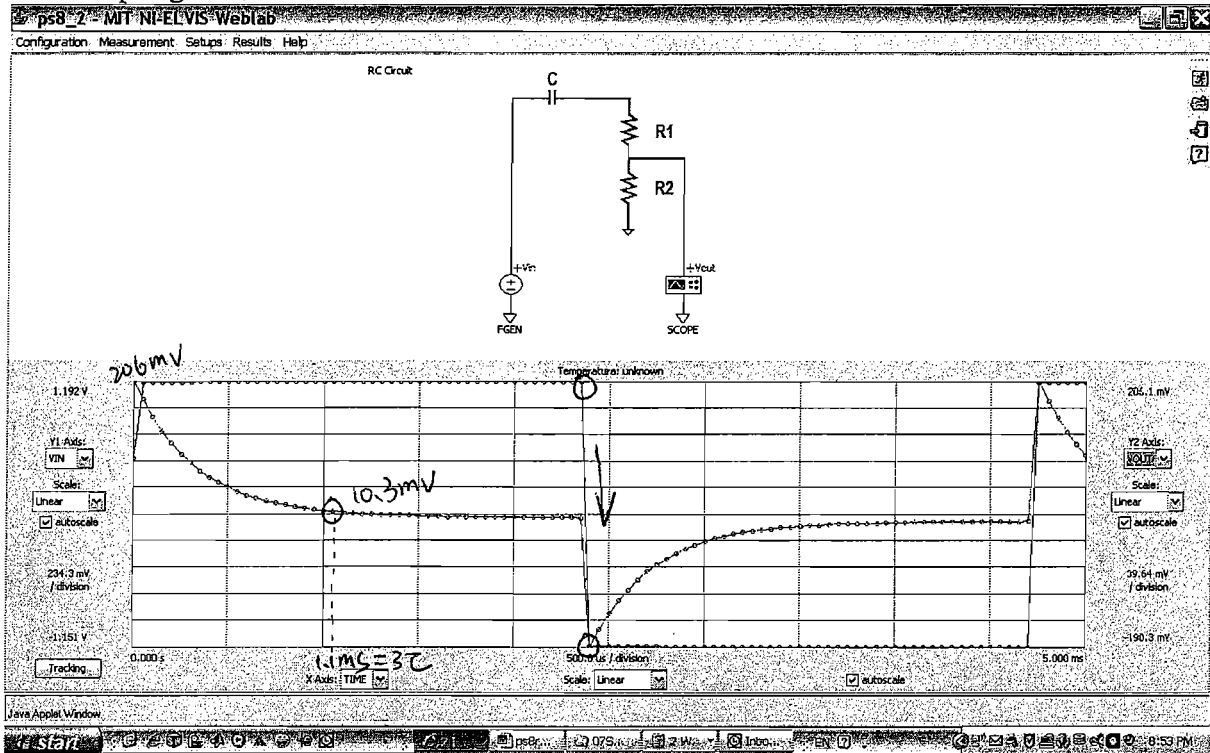 ps8_2 - MIT NI-ELVIS Weblab
Configuration Measurement Setups Results Help
RC Circuit
C
R1
R2
+Vin
+Vout
FGEN
SCOPE
206mV
Temperature: unknown
1.192 V
Y1 Axis:
VIN
Scale:
Linear
autoscale
234.3 mV
/ division
-1.151 V
Tracking
10.3mV
206.1 mV
Y2 Axis:
VOUT
Scale:
Linear
autoscale
39.64 mV
/ division
-190.3 mV
0.000 s
1.1ms=3τ
500.0 us / division
5.000 ms
X Axis: TIME
Scale: Linear
autoscale
Java Applet Window
start
EN
8:53 PM